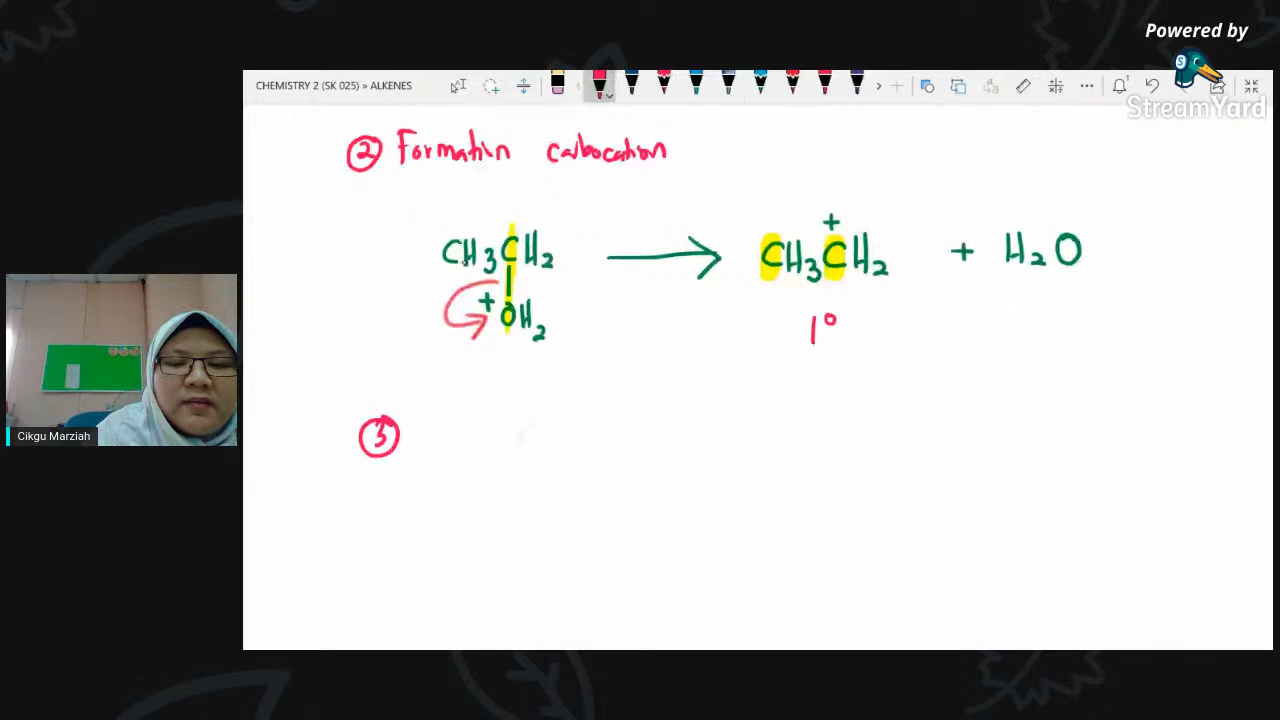 Powered by
StreamYard
CHEMISTRY 2 (SK 025) » ALKENES
② Formation carbocation
CH3CH2 → CH3CH2 + H2O
+
+OH2
1°
③
Cikgu Marziah